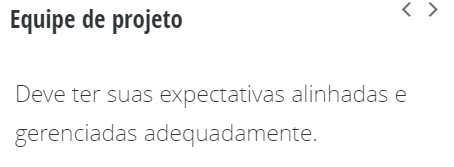 Equipe de projeto
Deve ter suas expectativas alinhadas e
gerenciadas adequadamente.